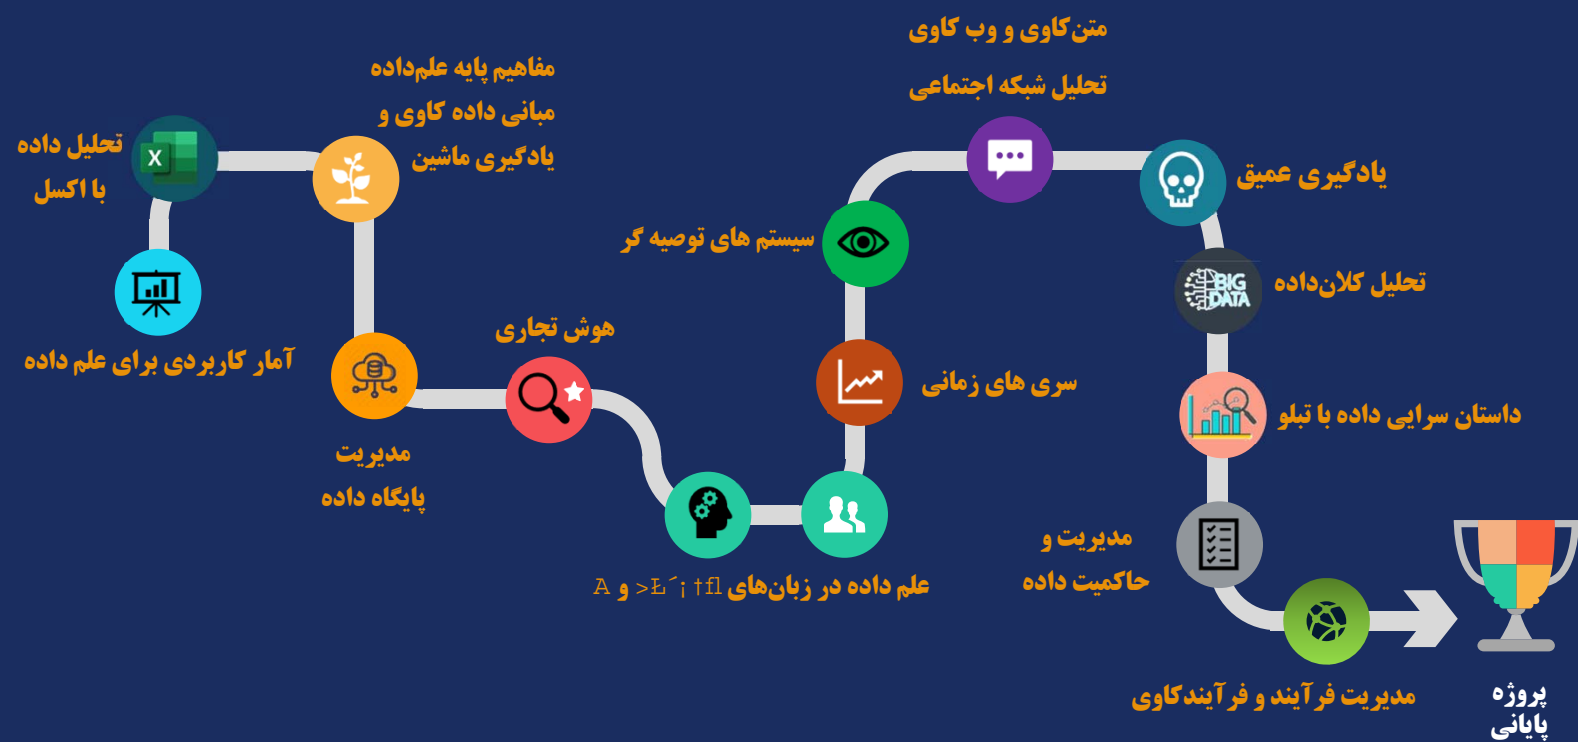 آمار کاربردی برای علم داده
تحلیل داده
با اکسل
X
مفاهیم پایه علم‌داده
مبانی داده کاوی و
یادگیری ماشین
مدیریت
پایگاه داده
هوش تجاری
علم داده در زبان‌های >Ł´¡†ﬂ و A
سری های زمانی
سیستم های توصیه گر
متن‌کاوی و وب کاوی
تحلیل شبکه اجتماعی
یادگیری عمیق
تحلیل کلان‌داده
BIG
DATA
داستان سرایی داده با تبلو
مدیریت و
حاکمیت داده
مدیریت فرآیند و فرآیندکاوی
پروژه
پایانی